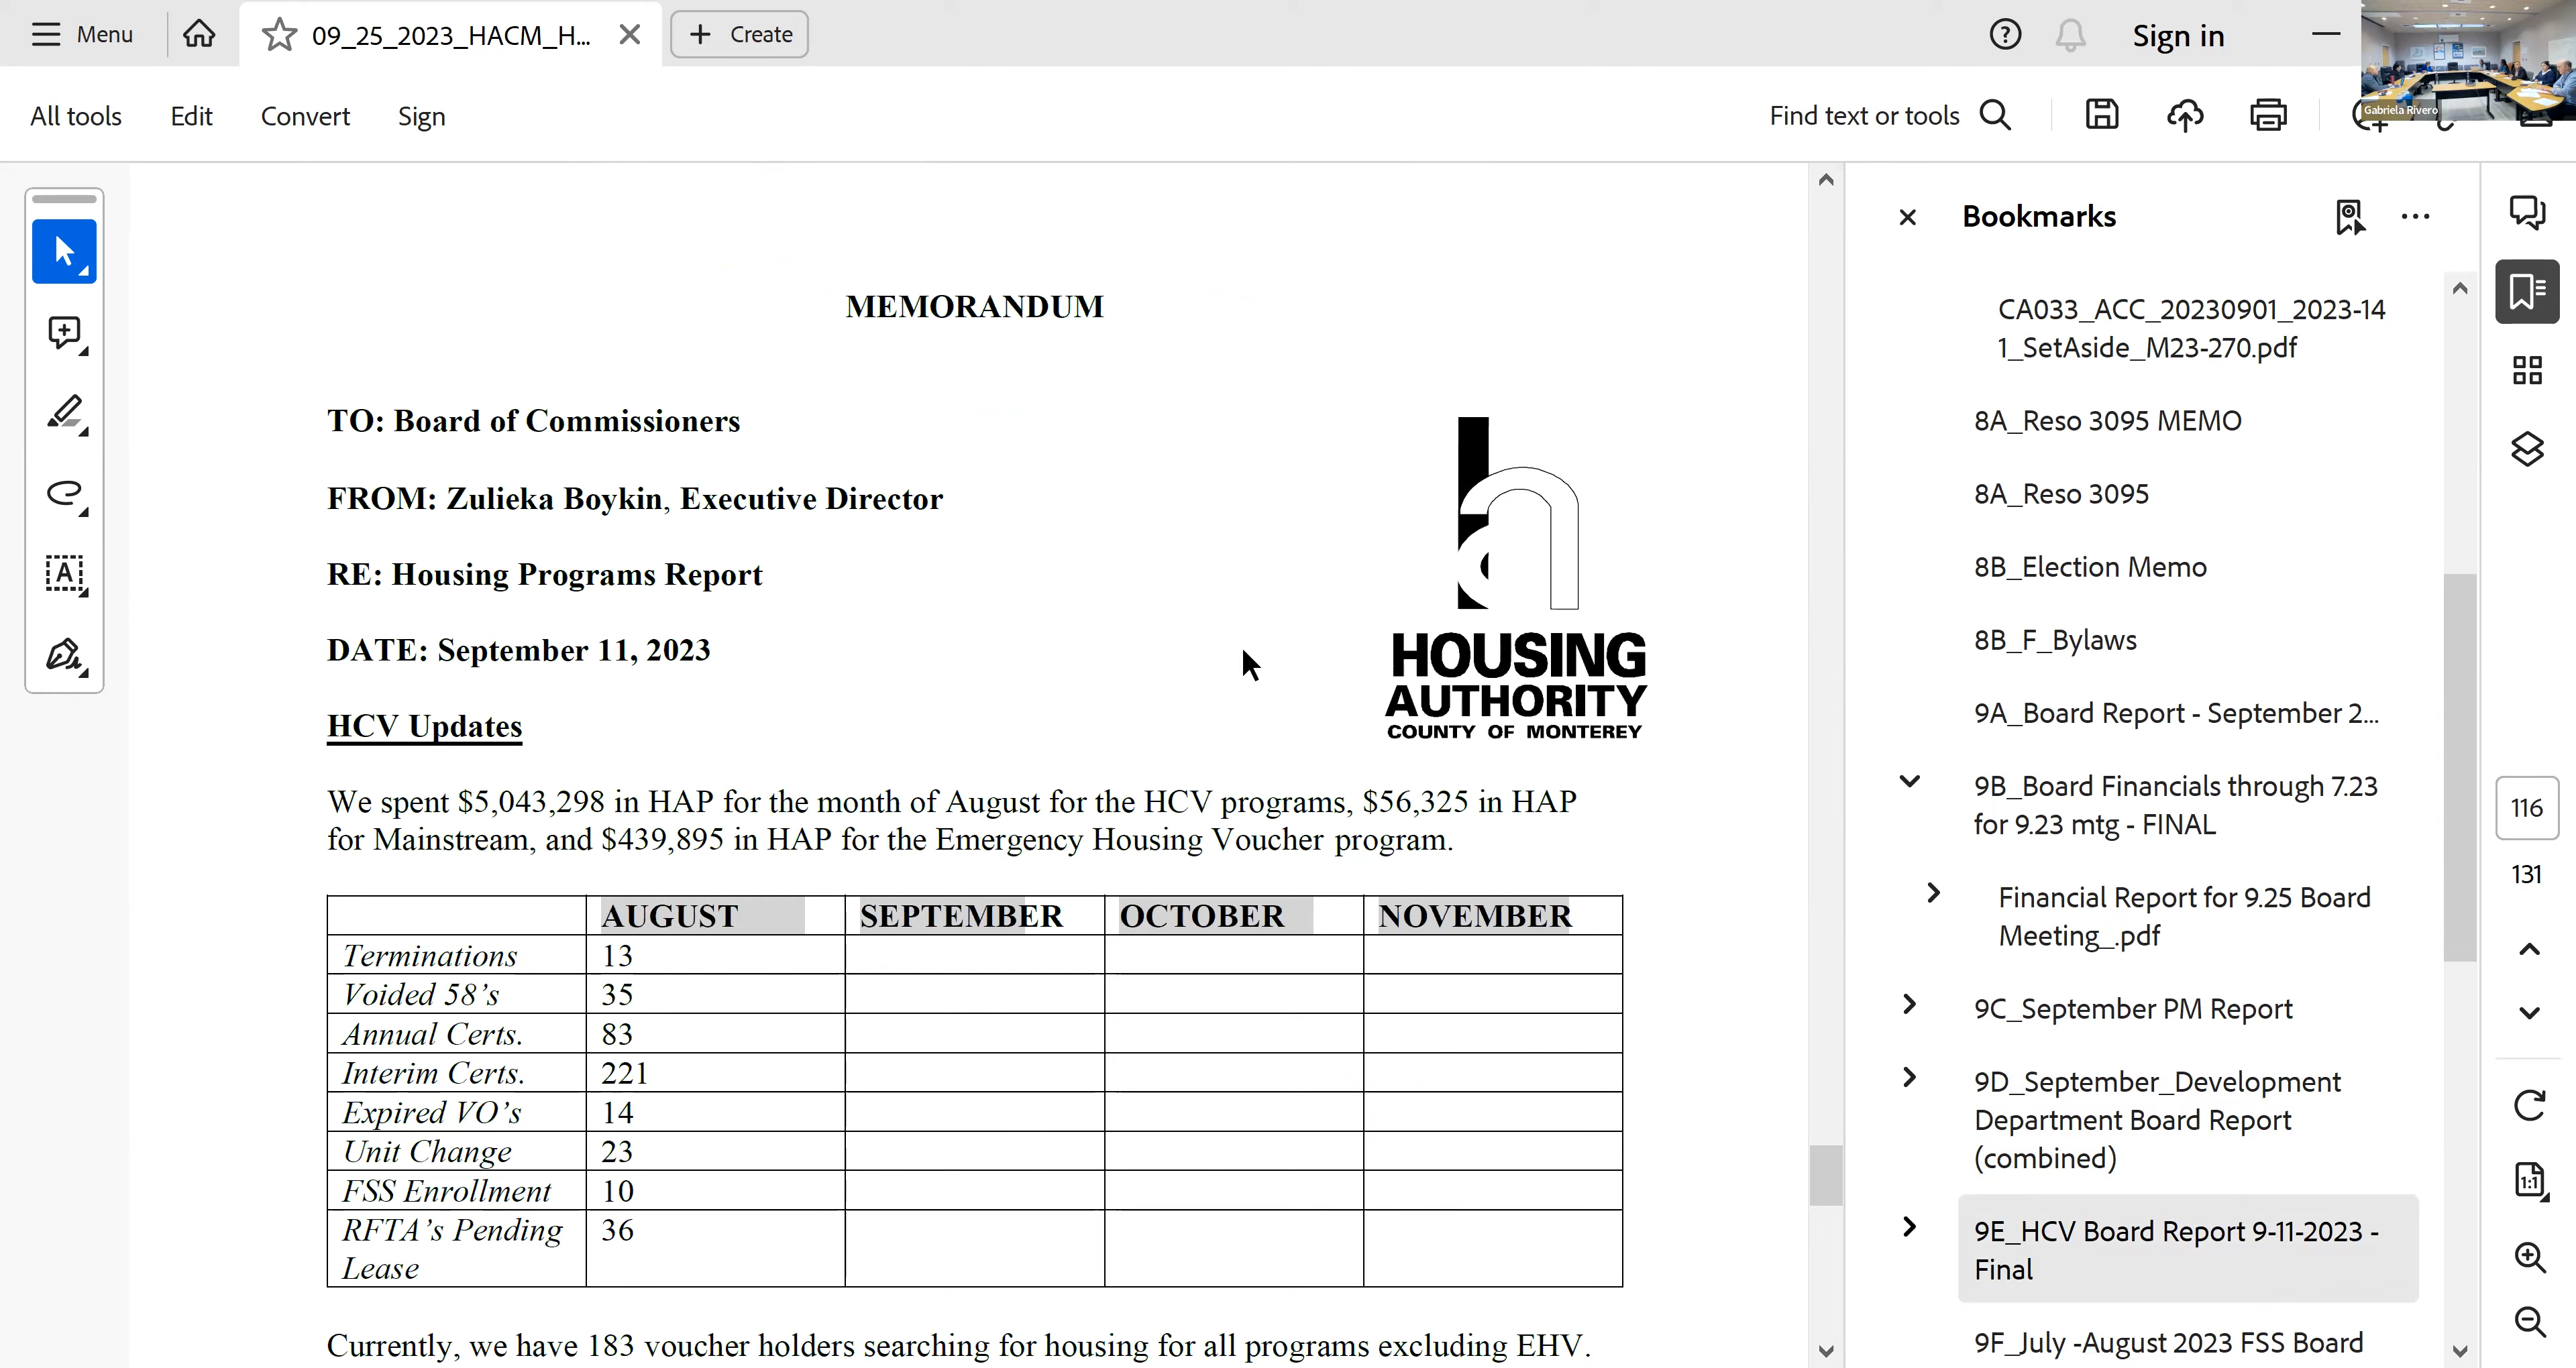 Menu
09_25_2023_HACM_H...
Create
Sign in
Gabriela Rivero
All tools
Edit
Convert
Sign
Find text or tools
MEMORANDUM
TO: Board of Commissioners
FROM: Zulieka Boykin, Executive Director
RE: Housing Programs Report
DATE: September 11, 2023
HCV Updates
ha
HOUSING
AUTHORITY
COUNTY OF MONTEREY
We spent $5,043,298 in HAP for the month of August for the HCV programs, $56,325 in HAP
for Mainstream, and $439,895 in HAP for the Emergency Housing Voucher program.
AUGUST SEPTEMBER OCTOBER NOVEMBER
Terminations 13
Voided 58's 35
Annual Certs. 83
Interim Certs. 221
Expired VO's 14
Unit Change 23
FSS Enrollment 10
RFTA's Pending 36
Lease
Currently, we have 183 voucher holders searching for housing for all programs excluding EHV.
Bookmarks
CA033_ACC_20230901_2023-14
1_SetAside_M23-270.pdf
8A_Reso 3095 MEMO
8A_Reso 3095
8B_Election Memo
8B_F_Bylaws
9A_Board Report - September 2...
9B_Board Financials through 7.23
for 9.23 mtg - FINAL
Financial Report for 9.25 Board
Meeting_.pdf
9C_September PM Report
9D_September_Development
Department Board Report
(combined)
9E_HCV Board Report 9-11-2023 -
Final
9F_July -August 2023 FSS Board
116
131
1:1